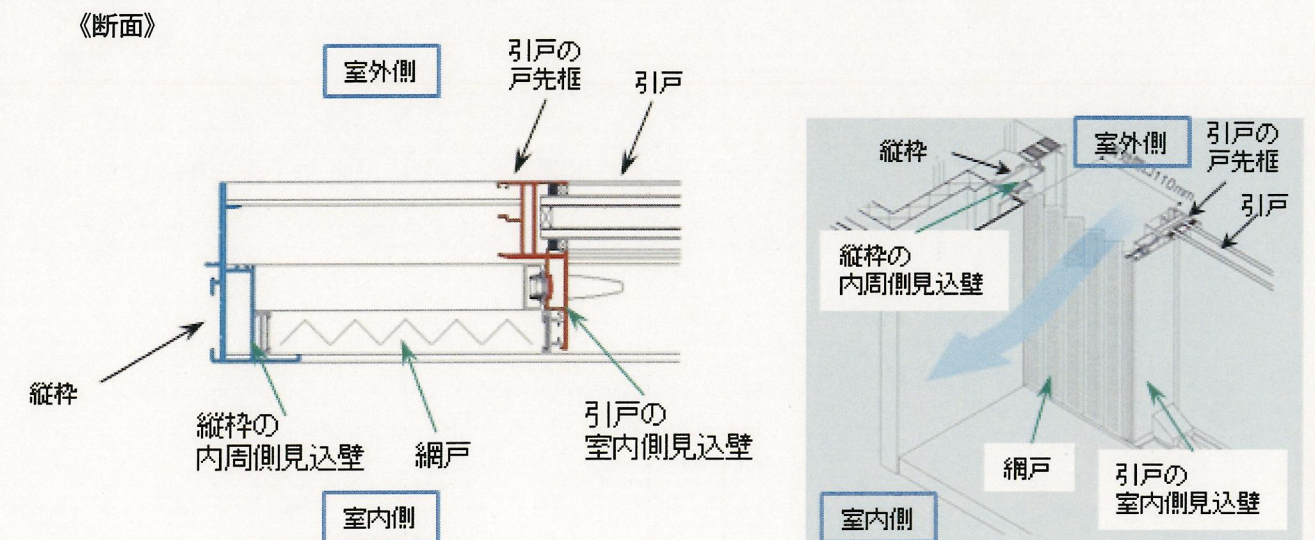 《断面》
室外側
引戸の
戸先框
引戸
縦枠
縦枠の
内周側見込壁
網戸
引戸の
室内側見込壁
室内側
室外側
引戸の
戸先框
縦枠
引戸
縦枠の
内周側見込壁
網戸
引戸の
室内側見込壁
室内側